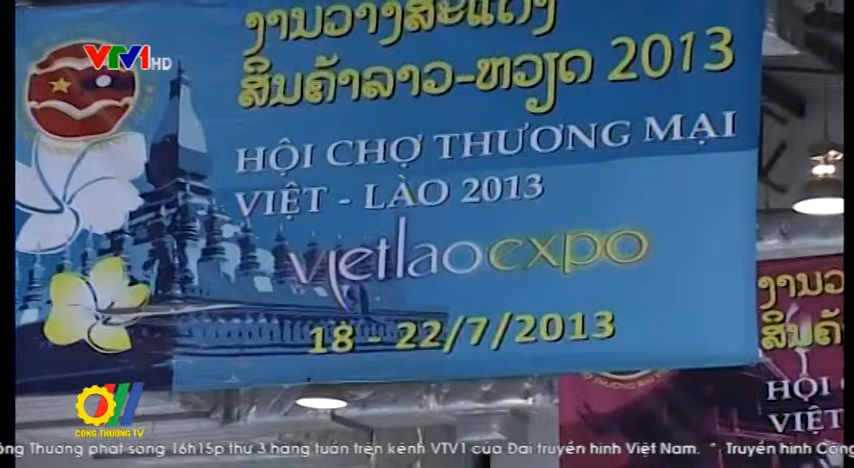 ງານວາງສະແດງ
ສິນຄ້າລາວ-ຫວຽດ 2013
VTV1 HD
HỘI CHỢ THƯƠNG MẠI
VIỆT - LÀO 2013
vietlaoexpo
18 - 22/7/2013
ງານວາງ
ສິນຄ້າ
HỘI
VIỆT
CÔNG THƯƠNG TV
ông Thương phát sóng 16h15p thứ 3 hàng tuần trên kênh VTV1 của Đài truyền hình Việt Nam. * Truyền hình Công